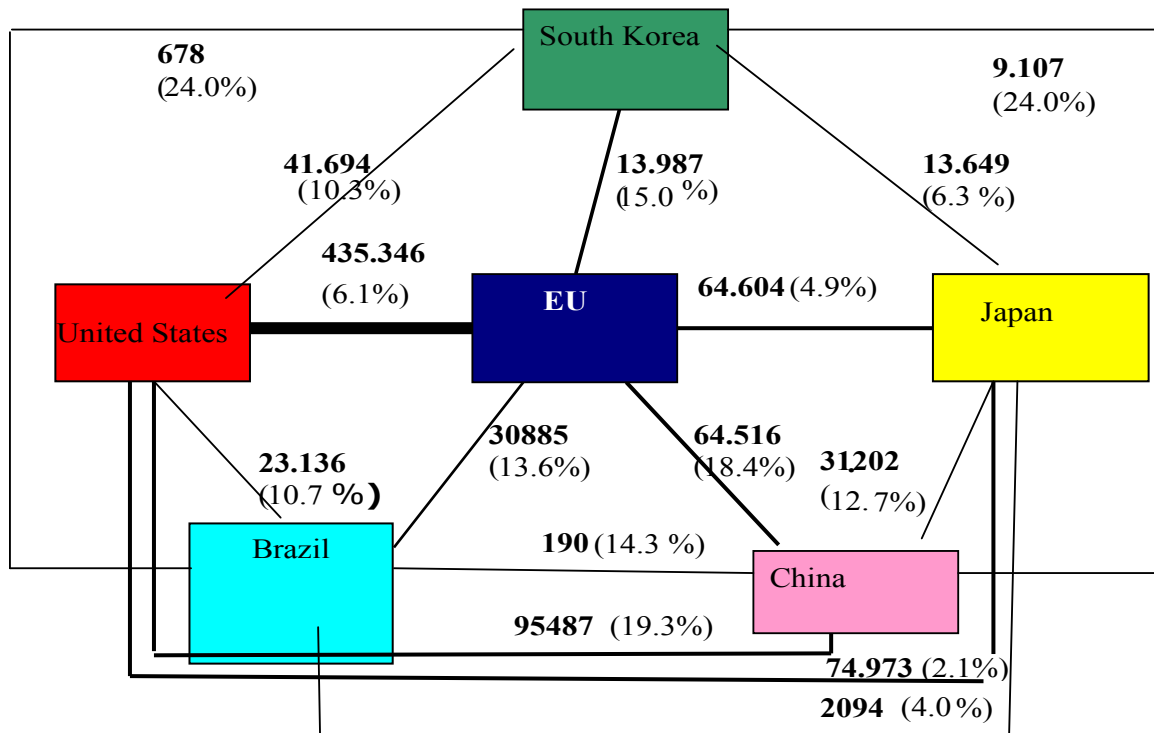 South Korea
678
(24.0%)
9.107
(24.0%)
41.694
(10.3%)
13.987
(15.0 %)
13.649
(6.3 %)
435.346
(6.1%)
EU
64.604 (4.9%)
Japan
United States
30885
(13.6%)
64.516
(18.4%)
31.202
(12.7%)
23.136
(10.7 %)
Brazil
190 (14.3 %)
China
95487 (19.3%)
74.973 (2.1%)
2094 (4.0 %)